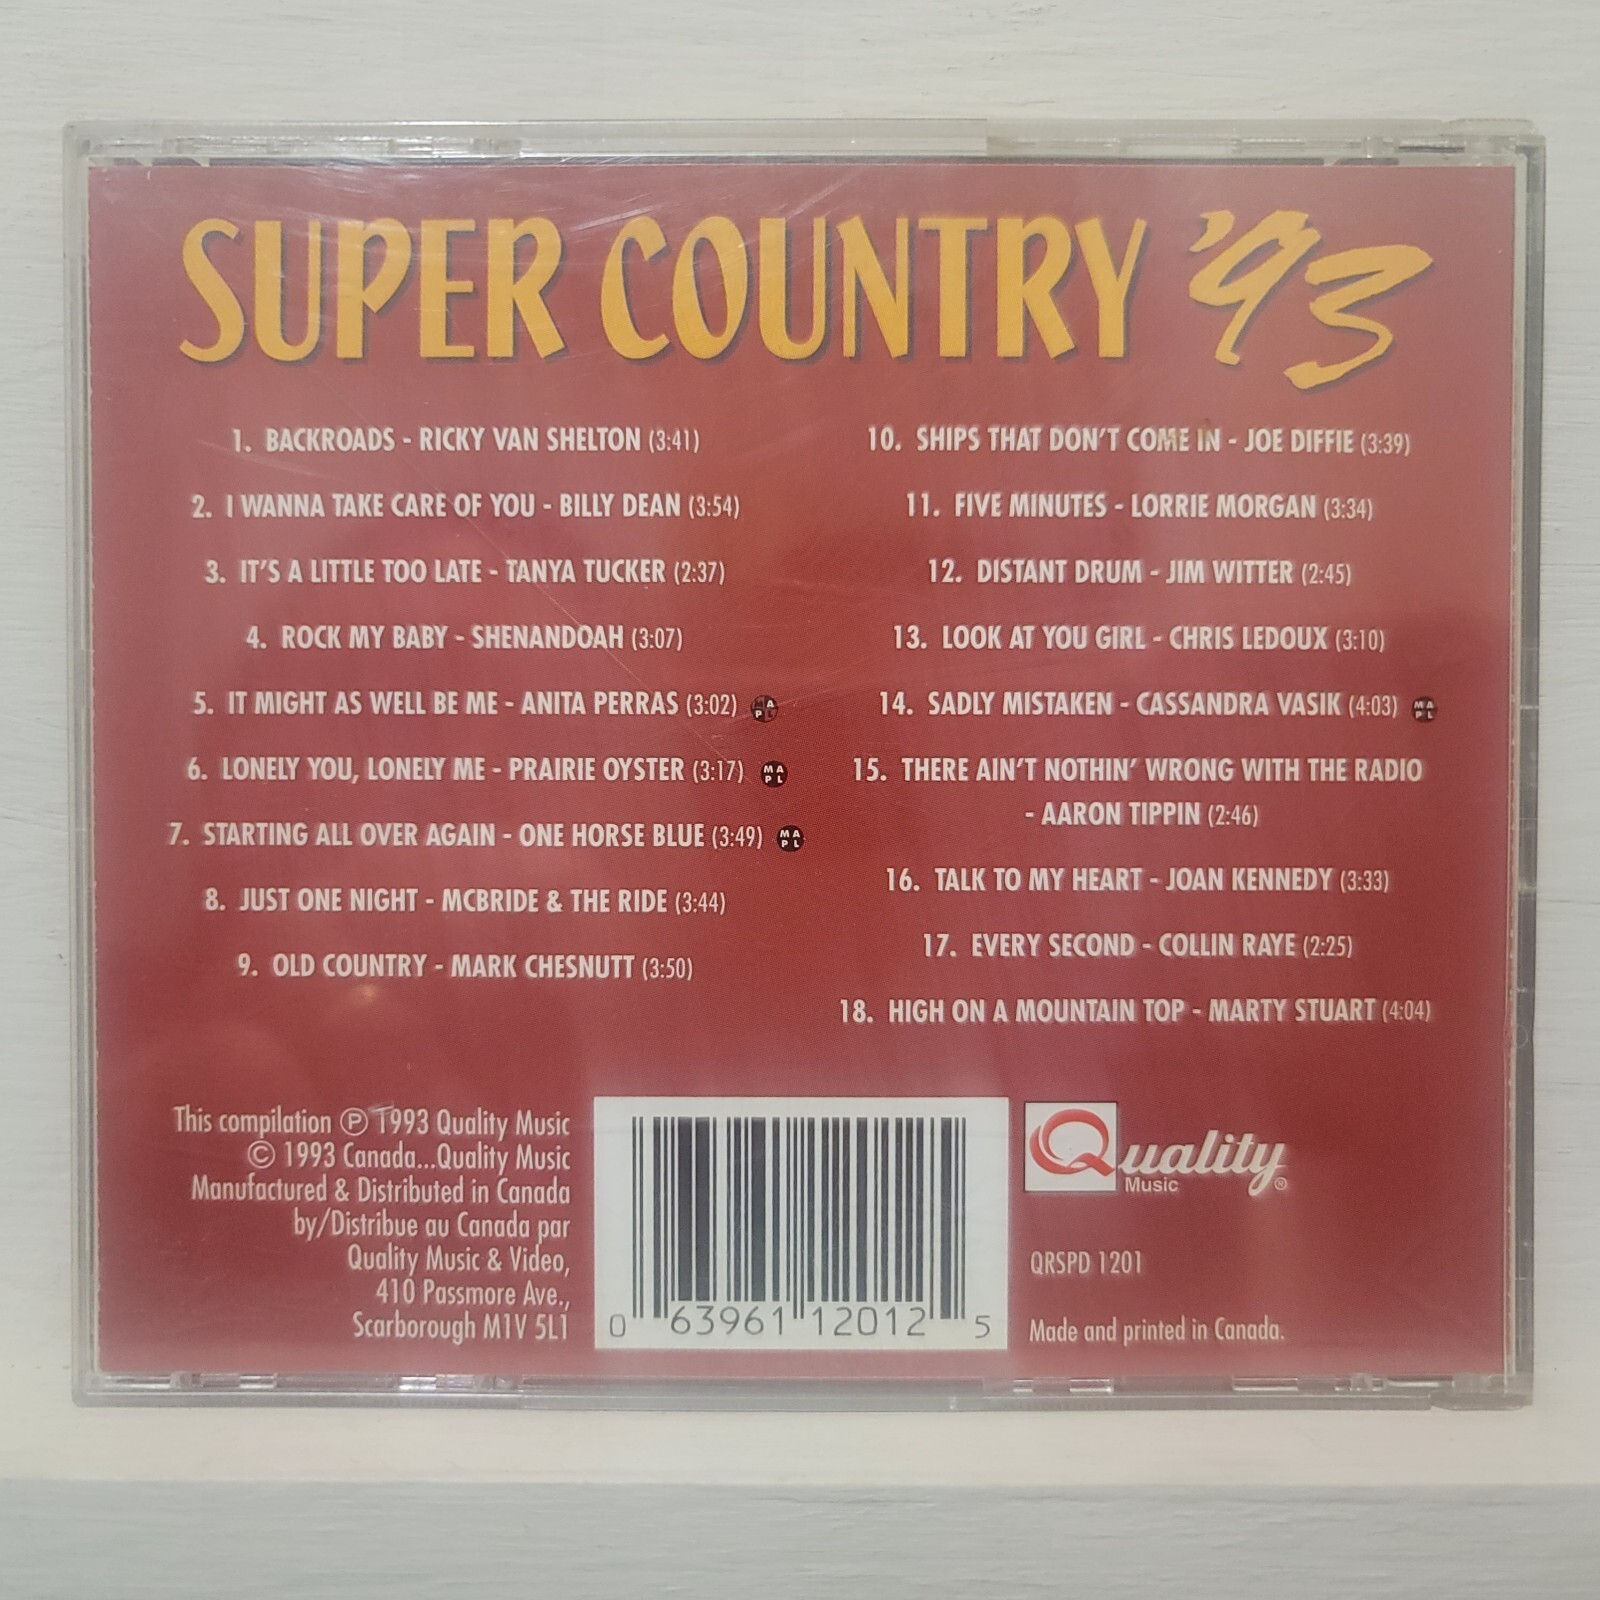 SUPER COUNTRY '93
1. BACKROADS - RICKY VAN SHELTON (3:41)
2. I WANNA TAKE CARE OF YOU - BILLY DEAN (3:54)
3. IT'S A LITTLE TOO LATE - TANYA TUCKER (2:37)
4. ROCK MY BABY - SHENANDOAH (3:07)
5. IT MIGHT AS WELL BE ME - ANITA PERRAS (3:02) MAPL
6. LONELY YOU, LONELY ME - PRAIRIE OYSTER (3:17) MAPL
7. STARTING ALL OVER AGAIN - ONE HORSE BLUE (3:49) MAPL
8. JUST ONE NIGHT - MCBRIDE & THE RIDE (3:44)
9. OLD COUNTRY - MARK CHESNUTT (3:50)
10. SHIPS THAT DON'T COME IN - JOE DIFFIE (3:39)
11. FIVE MINUTES - LORRIE MORGAN (3:34)
12. DISTANT DRUM - JIM WITTER (2:45)
13. LOOK AT YOU GIRL - CHRIS LEDOUX (3:10)
14. SADLY MISTAKEN - CASSANDRA VASIK (4:03) MAPL
15. THERE AIN'T NOTHIN' WRONG WITH THE RADIO
- AARON TIPPIN (2:46)
16. TALK TO MY HEART - JOAN KENNEDY (3:33)
17. EVERY SECOND - COLLIN RAYE (2:25)
18. HIGH ON A MOUNTAIN TOP - MARTY STUART (4:04)
This compilation ℗ 1993 Quality Music
© 1993 Canada...Quality Music
Manufactured & Distributed in Canada
by/Distribue au Canada par
Quality Music & Video,
410 Passmore Ave.,
Scarborough M1V 5L1
0 63961 12012 5
Quality®
Music
QRSPD 1201
Made and printed in Canada.